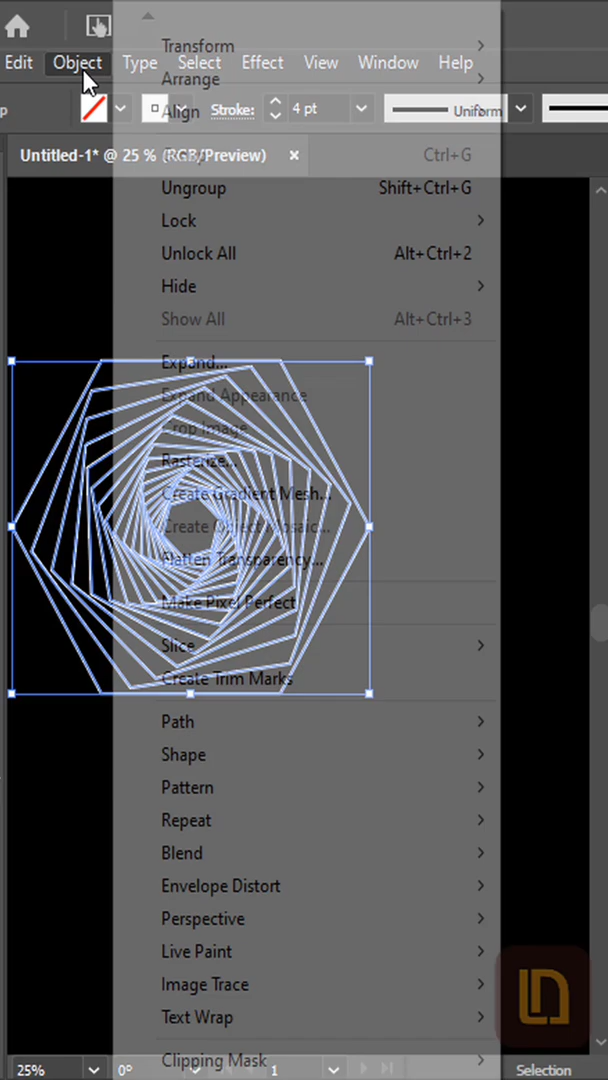 Transform
Edit Object Type Select Effect View Window Help
Arrange
p Align Stroke: 4 pt Uniform
Untitled-1* @ 25 % (RGB/Preview) × Ctrl+G
Ungroup Shift+Ctrl+G
Lock
Unlock All Alt+Ctrl+2
Hide
Show All Alt+Ctrl+3
Expand...
Expand Appearance
Crop Image
Rasterize...
Create Gradient Mesh...
Create Object Mosaic...
Flatten Transparency...
Make Pixel Perfect
Slice
Create Trim Marks
Path
Shape
Pattern
Repeat
Blend
Envelope Distort
Perspective
Live Paint
Image Trace
Text Wrap
Clipping Mask
25% 0° 1 Selection